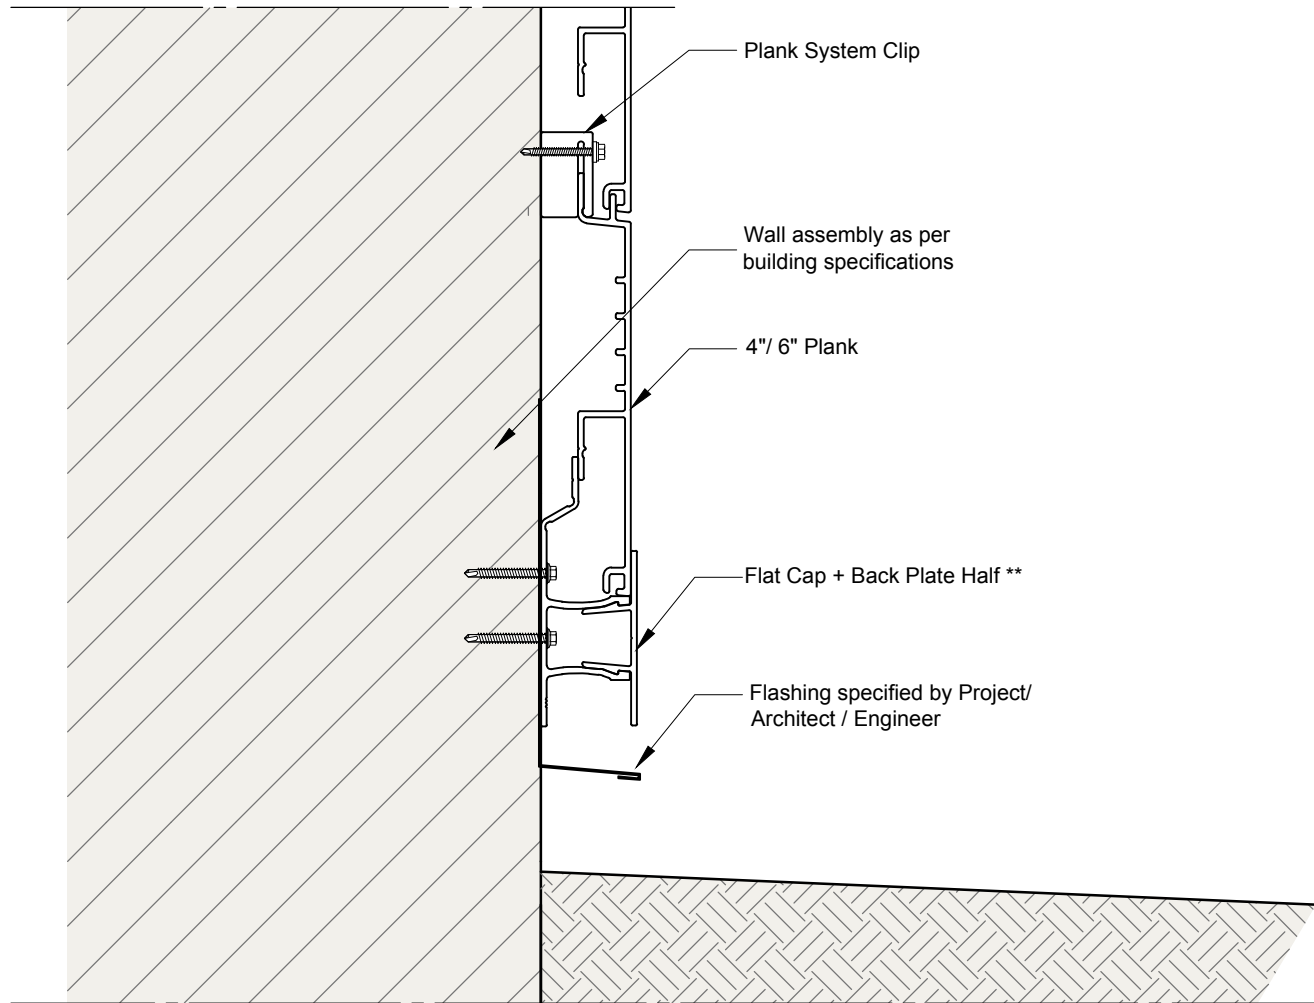 Plank System Clip
Wall assembly as per
building specifications
4"/ 6" Plank
Flat Cap + Back Plate Half **
Flashing specified by Project/
Architect / Engineer